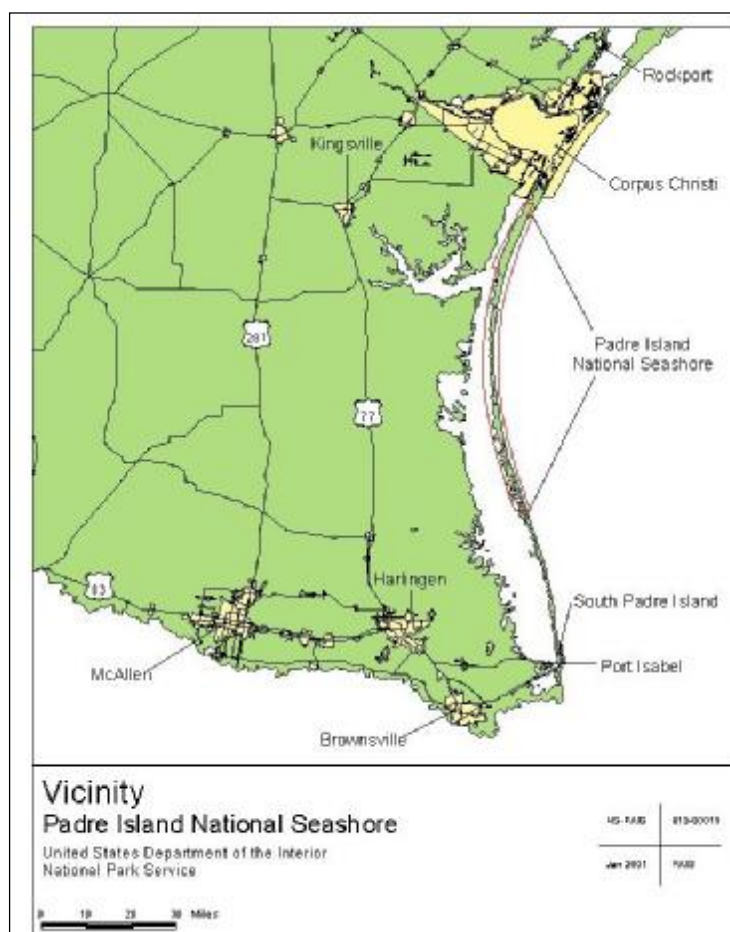 Rockport
Kingsville
Corpus Christi
281
77
Padre Island
National Seashore
83
Harlingen
South Padre Island
McAllen
Port Isabel
Brownsville
Vicinity
Padre Island National Seashore
United States Department of the Interior
National Park Service
Jan 2001
0 10 20 30 Miles